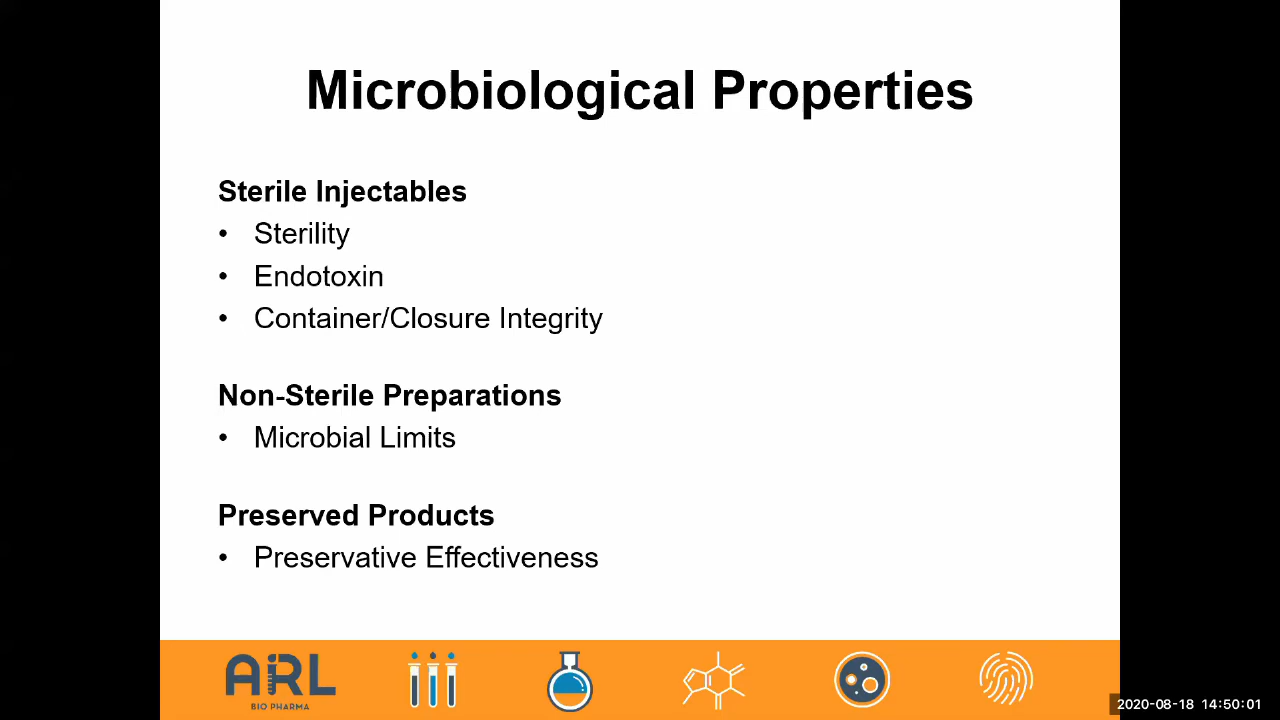 Microbiological Properties
Sterile Injectables
• Sterility
• Endotoxin
• Container/Closure Integrity
Non-Sterile Preparations
• Microbial Limits
Preserved Products
• Preservative Effectiveness
ARL
BIO PHARMA
2020-08-18 14:50:01